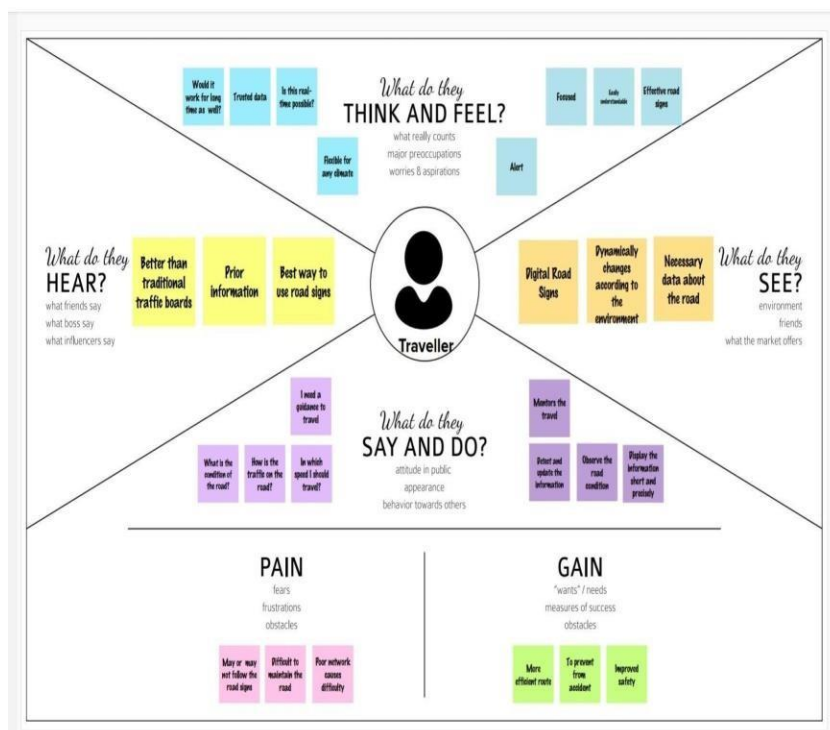 What do they
THINK AND FEEL?
what really counts
major preoccupations
worries & aspirations
Would it
work for long
time as well?
Trusted data
Is this real-
time possible?
Flexible for
any climate
Focused
Easily
understandable
Effective road
signs
Alert
What do they
HEAR?
what friends say
what boss say
what influencers say
Better than
traditional
traffic boards
Prior
information
Best way to
use road signs
Traveller
Digital Road
Signs
Dynamically
changes
according to
the
environment
Necessary
data about
the road
What do they
SEE?
environment
friends
what the market offers
I need a
guidance to
travel
What is the
condition of
the road?
How is the
traffic on the
road?
In which
speed I should
travel?
What do they
SAY AND DO?
attitude in public
appearance
behavior towards others
the travel
Detect and
update the
information
Observe the
road
condition
Display the
information
short and
precisely
PAIN
fears
frustrations
obstacles
May or may
not follow the
road signs
Difficult to
maintain the
road
Poor network
causes
difficulty
GAIN
"wants" / needs
measures of success
obstacles
More
efficient route
To prevent
from
accident
Improved
safety